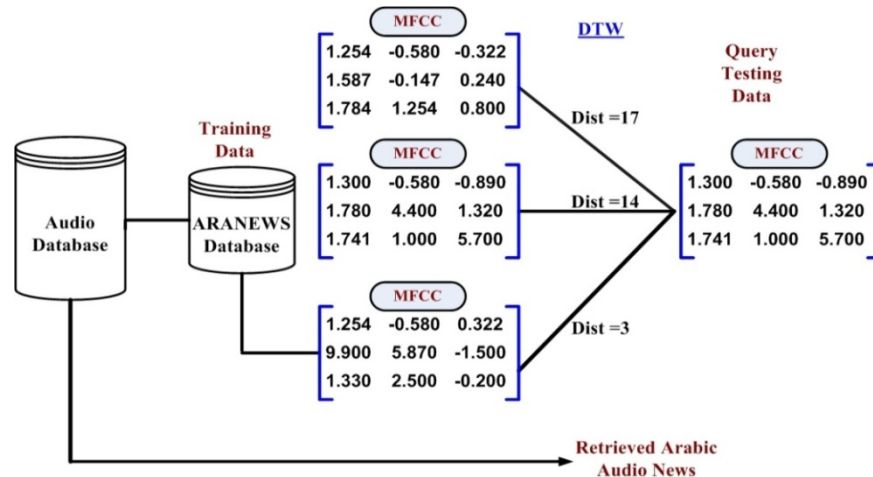 MFCC
1.254 -0.580 -0.322
1.587 -0.147 0.240
1.784 1.254 0.800
DTW
Query
Testing
Data
Dist =17
Training
Data
MFCC
1.300 -0.580 -0.890
1.780 4.400 1.320
1.741 1.000 5.700
Dist =14
MFCC
1.300 -0.580 -0.890
1.780 4.400 1.320
1.741 1.000 5.700
Audio
Database
ARANEWS
Database
MFCC
1.254 -0.580 0.322
9.900 5.870 -1.500
1.330 2.500 -0.200
Dist =3
Retrieved Arabic
Audio News